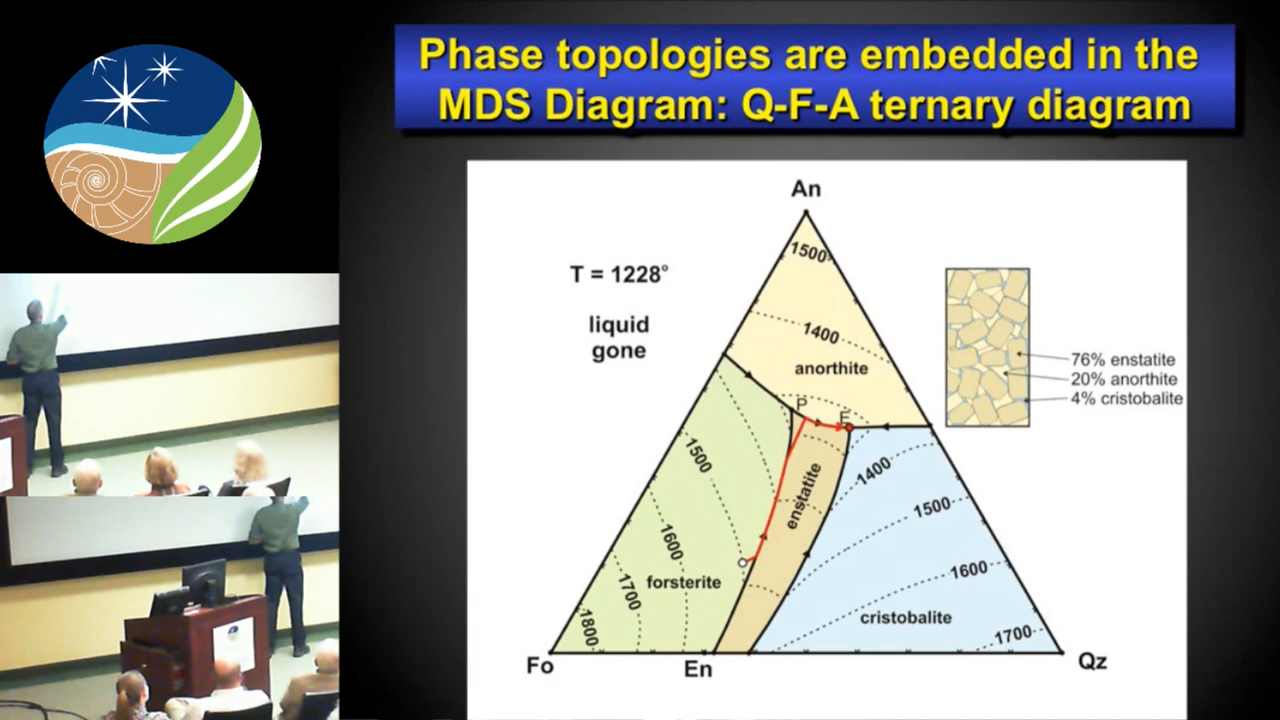 Phase topologies are embedded in the
MDS Diagram: Q-F-A ternary diagram
An
1500
T = 1228°
liquid
gone
1400
anorthite
76% enstatite
20% anorthite
4% cristobalite
P
E
1500
enstatite
1400
1500
1600
forsterite
1700
1800
1600
cristobalite
1700
Fo
En
Qz